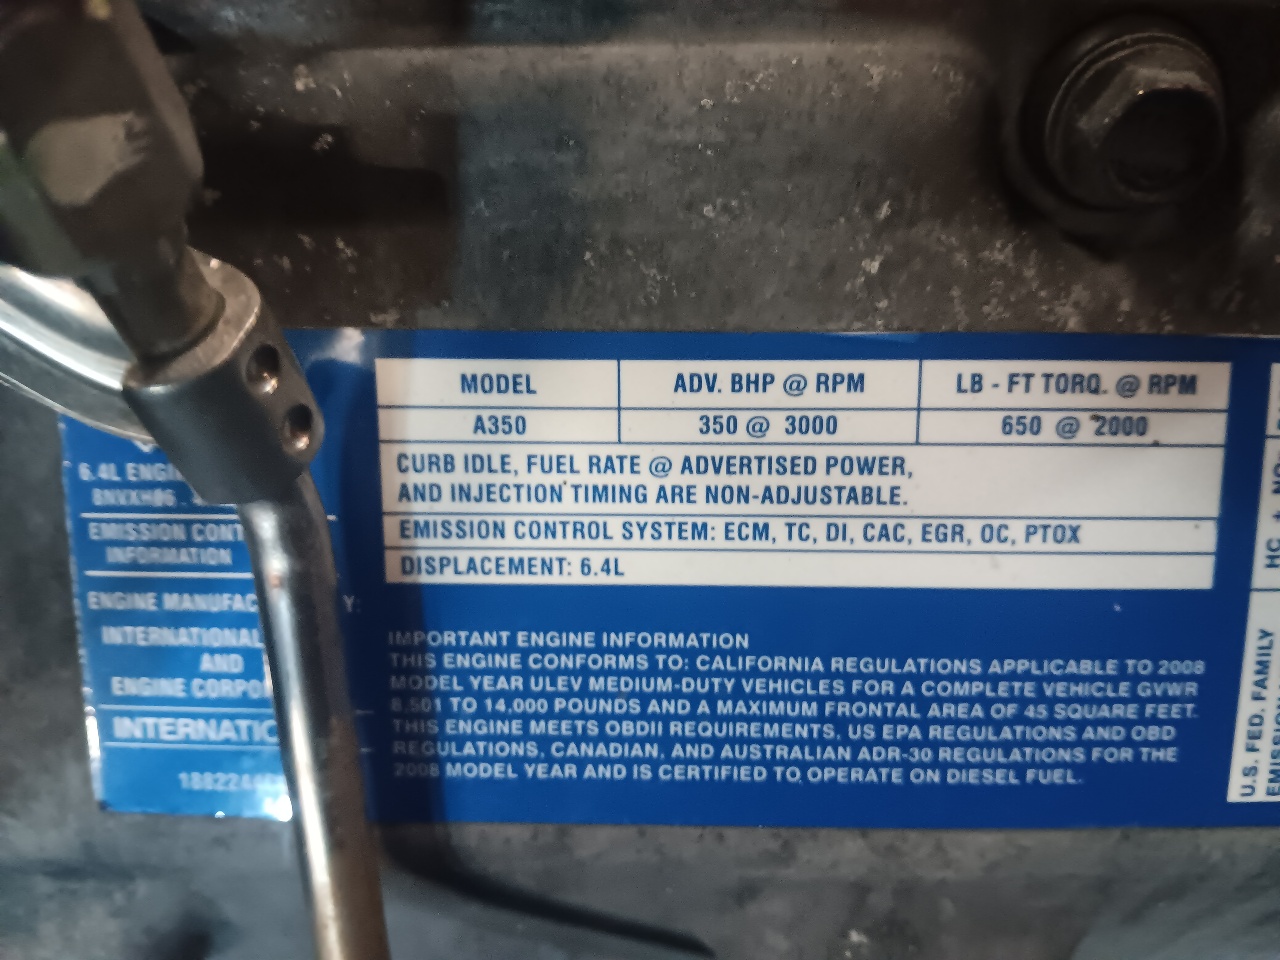 MODEL
ADV. BHP @ RPM
LB - FT TORQ. @ RPM
A350
350 @ 3000
650 @ 2000
CURB IDLE, FUEL RATE @ ADVERTISED POWER,
AND INJECTION TIMING ARE NON-ADJUSTABLE.
EMISSION CONTROL SYSTEM: ECM, TC, DI, CAC, EGR, OC, PTOX
DISPLACEMENT: 6.4L
IMPORTANT ENGINE INFORMATION
THIS ENGINE CONFORMS TO: CALIFORNIA REGULATIONS APPLICABLE TO 2008
MODEL YEAR ULEV MEDIUM-DUTY VEHICLES FOR A COMPLETE VEHICLE GVWR
8,501 TO 14,000 POUNDS AND A MAXIMUM FRONTAL AREA OF 45 SQUARE FEET.
THIS ENGINE MEETS OBDII REQUIREMENTS, US EPA REGULATIONS AND OBD
REGULATIONS, CANADIAN, AND AUSTRALIAN ADR-30 REGULATIONS FOR THE
2008 MODEL YEAR AND IS CERTIFIED TO OPERATE ON DIESEL FUEL.
6.4L
EMISSION
INFORMATION
ENGINE
INTERNATIONAL
AND
ENGINE
U.S. FED. FAMILY